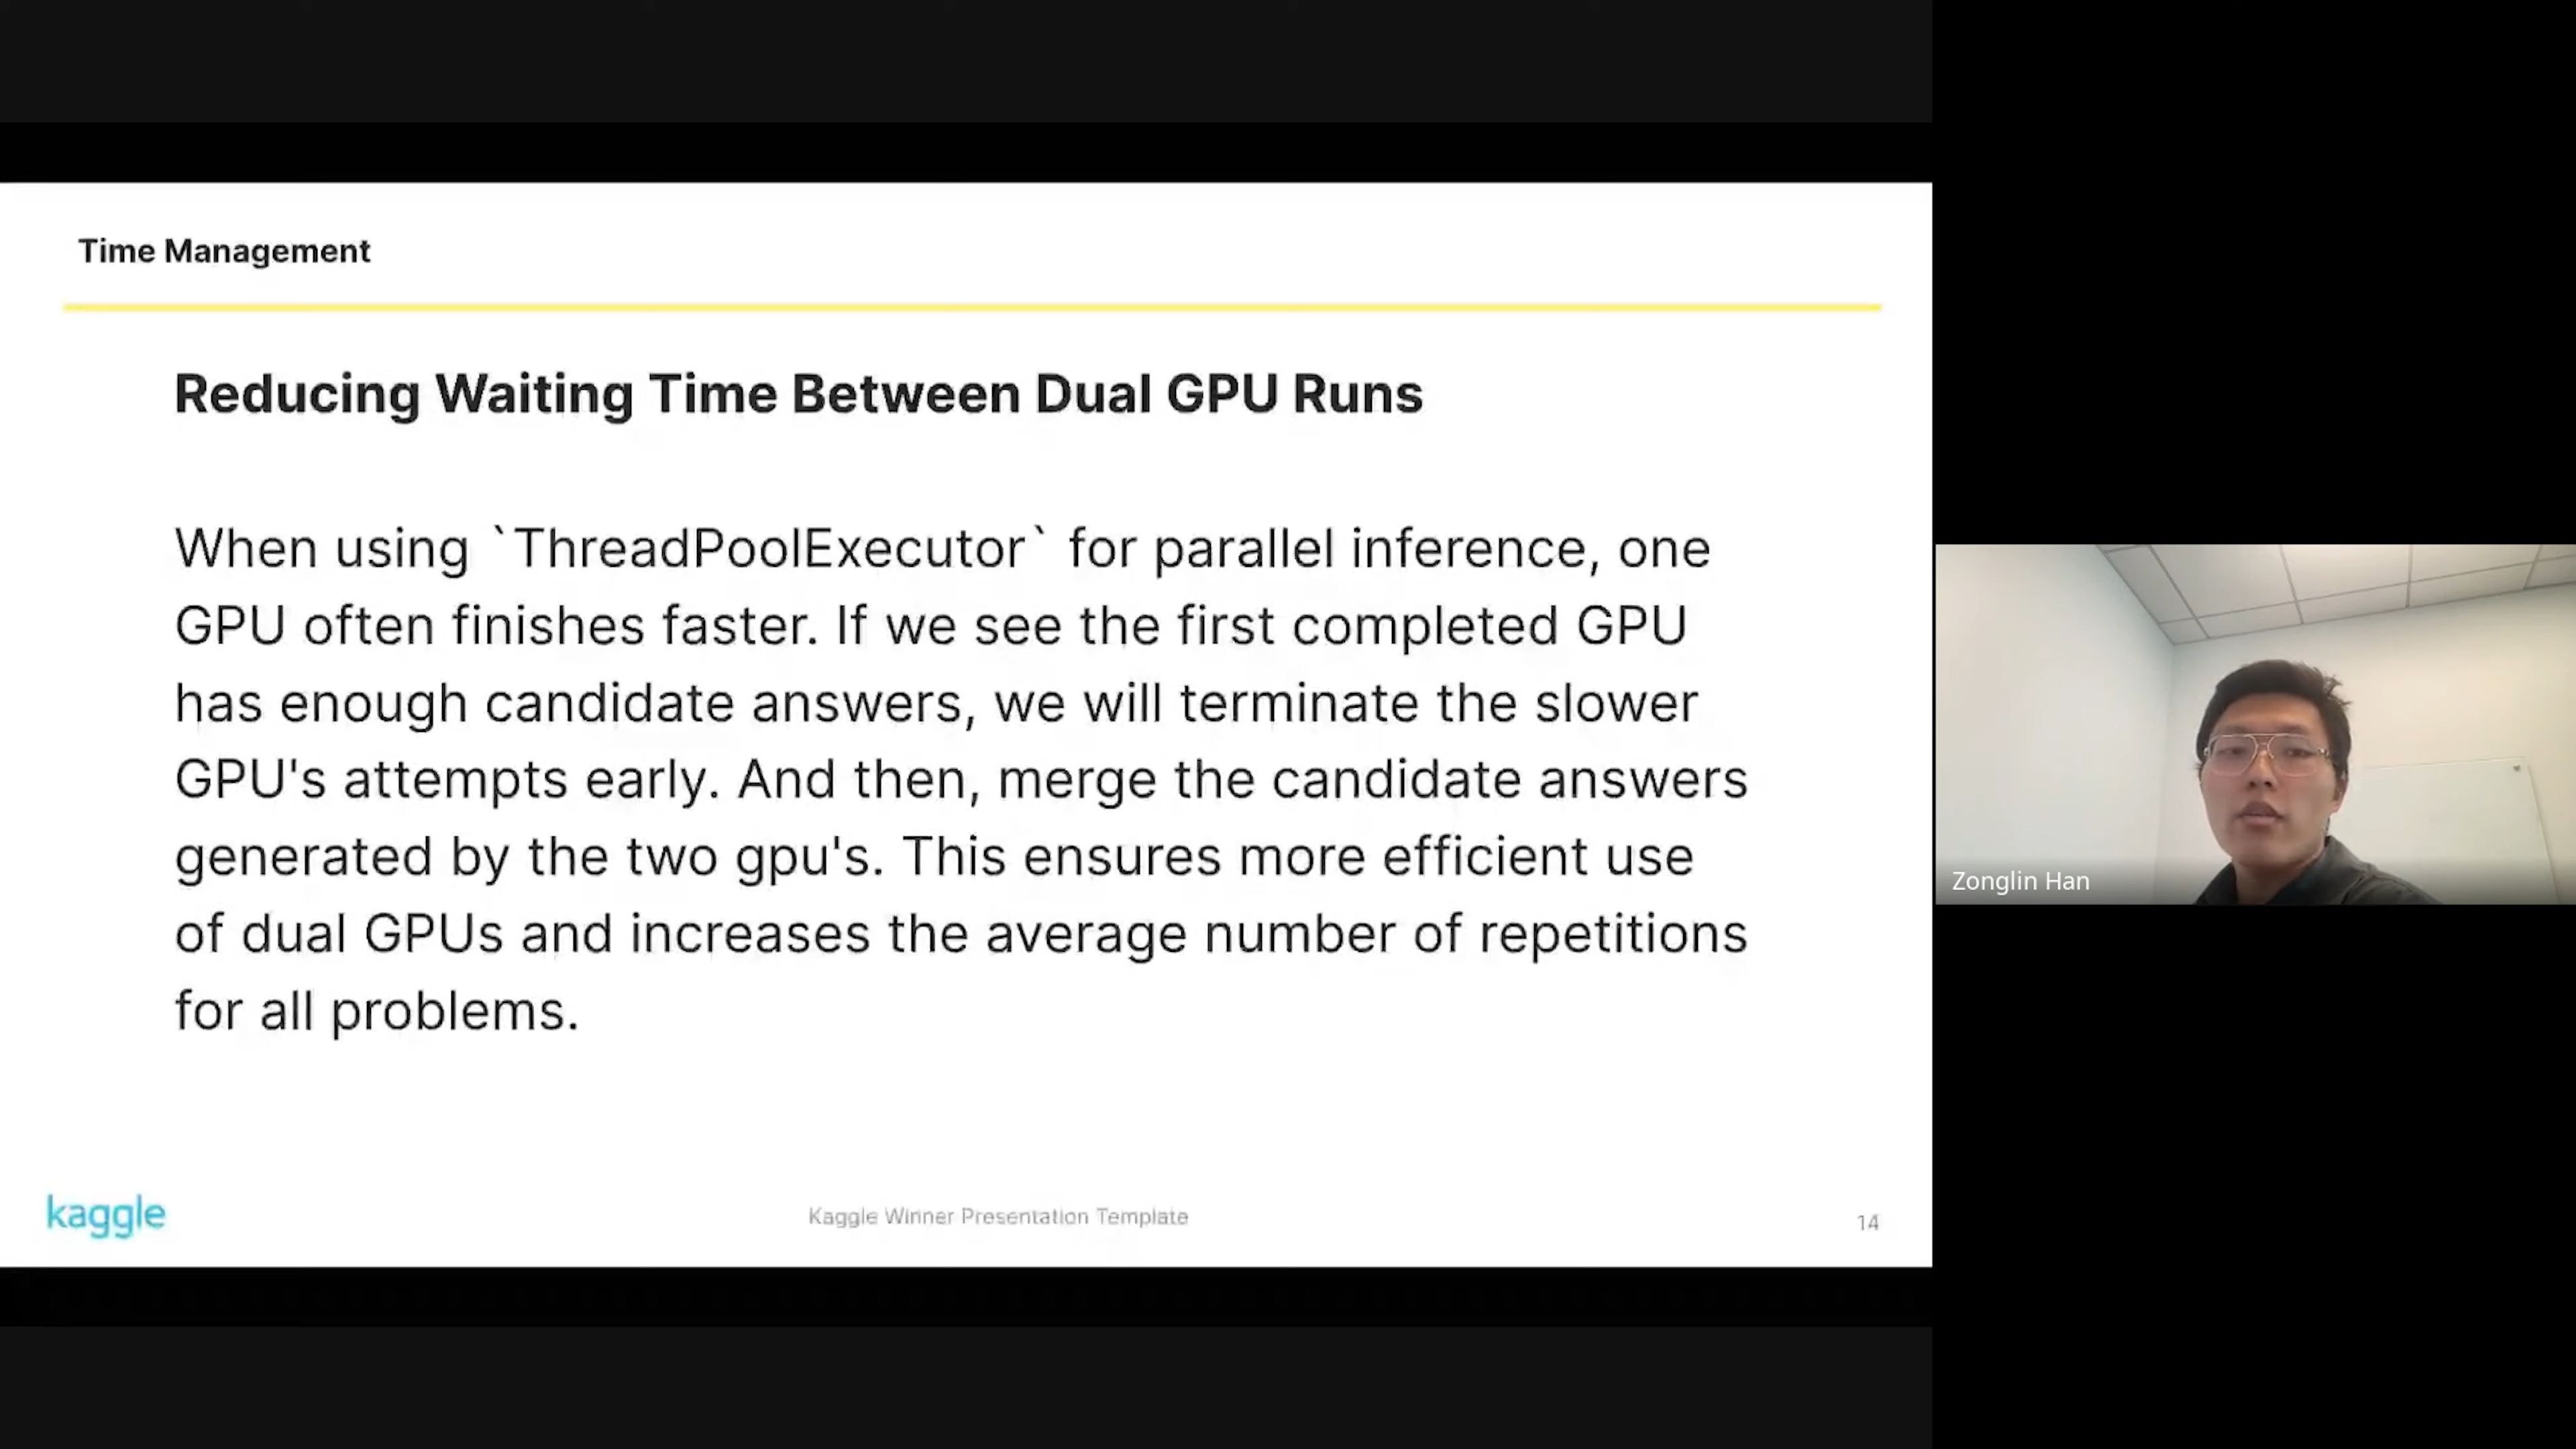 Time Management
Reducing Waiting Time Between Dual GPU Runs
When using `ThreadPoolExecutor` for parallel inference, one
GPU often finishes faster. If we see the first completed GPU
has enough candidate answers, we will terminate the slower
GPU's attempts early. And then, merge the candidate answers
generated by the two gpu's. This ensures more efficient use
of dual GPUs and increases the average number of repetitions
for all problems.
kaggle
Kaggle Winner Presentation Template
14
Zonglin Han